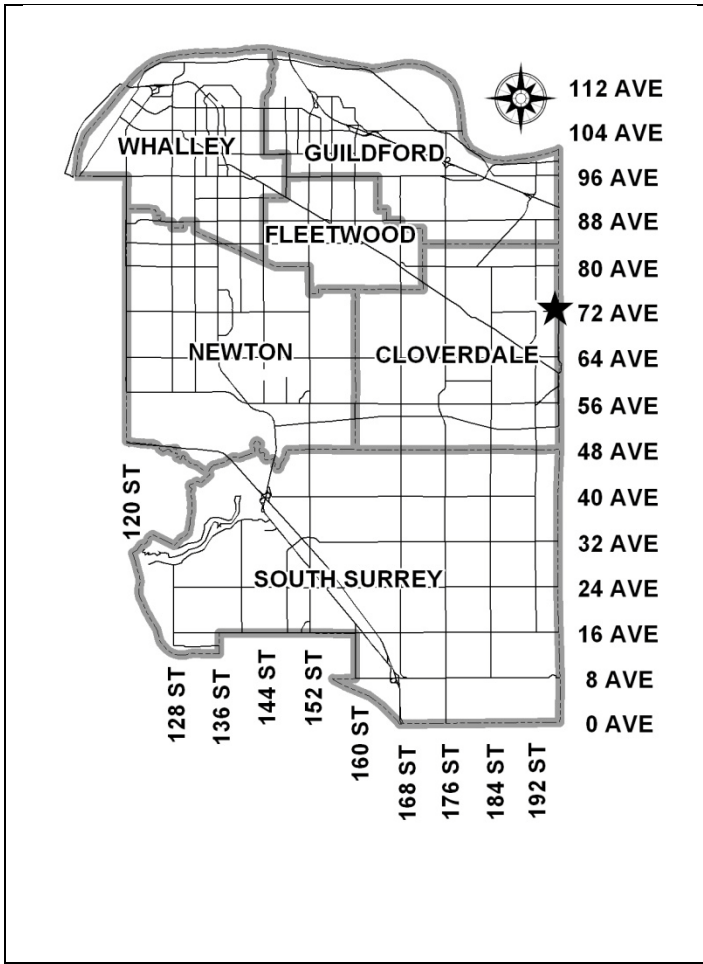 112 AVE
104 AVE
WHALLEY
GUILDFORD
96 AVE
88 AVE
FLEETWOOD
80 AVE
72 AVE
NEWTON
CLOVERDALE
64 AVE
56 AVE
48 AVE
120 ST
40 AVE
32 AVE
SOUTH SURREY
24 AVE
16 AVE
8 AVE
0 AVE
128 ST
136 ST
144 ST
152 ST
160 ST
168 ST
176 ST
184 ST
192 ST